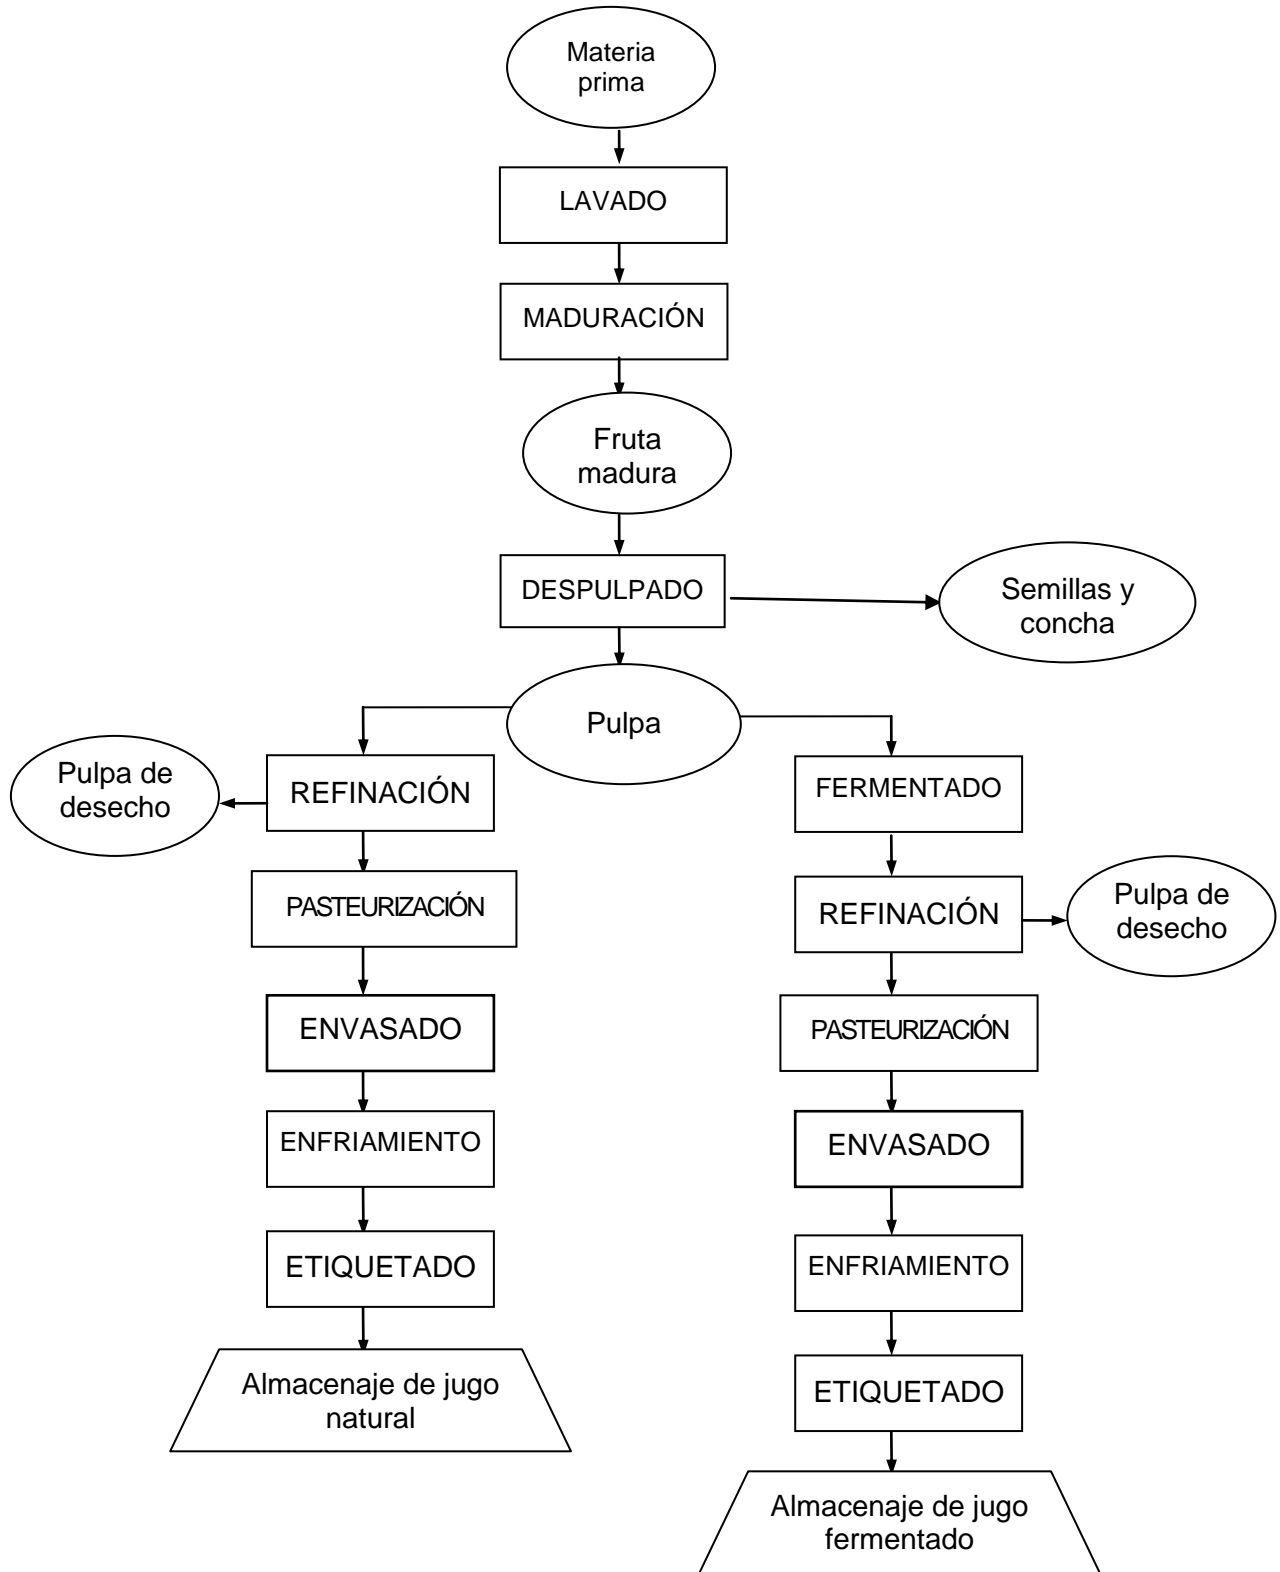 Materia
prima
LAVADO
MADURACIÓN
Fruta
madura
DESPULPADO
Semillas y
concha
Pulpa
Pulpa de
desecho
REFINACIÓN
PASTEURIZACIÓN
ENVASADO
ENFRIAMIENTO
ETIQUETADO
Almacenaje de jugo
natural
FERMENTADO
REFINACIÓN
Pulpa de
desecho
PASTEURIZACIÓN
ENVASADO
ENFRIAMIENTO
ETIQUETADO
Almacenaje de jugo
fermentado